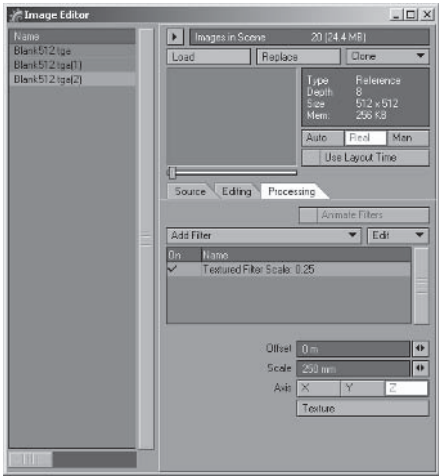 Image Editor
Name
Blank512.tga
Blank512.tga(1)
Blank512.tga(2)
Images in Scene 20 (24.4 MB)
Load Replace Clone
Type Reference
Depth 8
Size 512 x 512
Mem: 256 KB
Auto Real Man
Use Layout Time
Source Editing Processing
Animate Filters
Add Filter Edit
On Name
Textured Filter Scale: 0.25
Offset 0 m
Scale 250 mm
Axis X Y Z
Texture